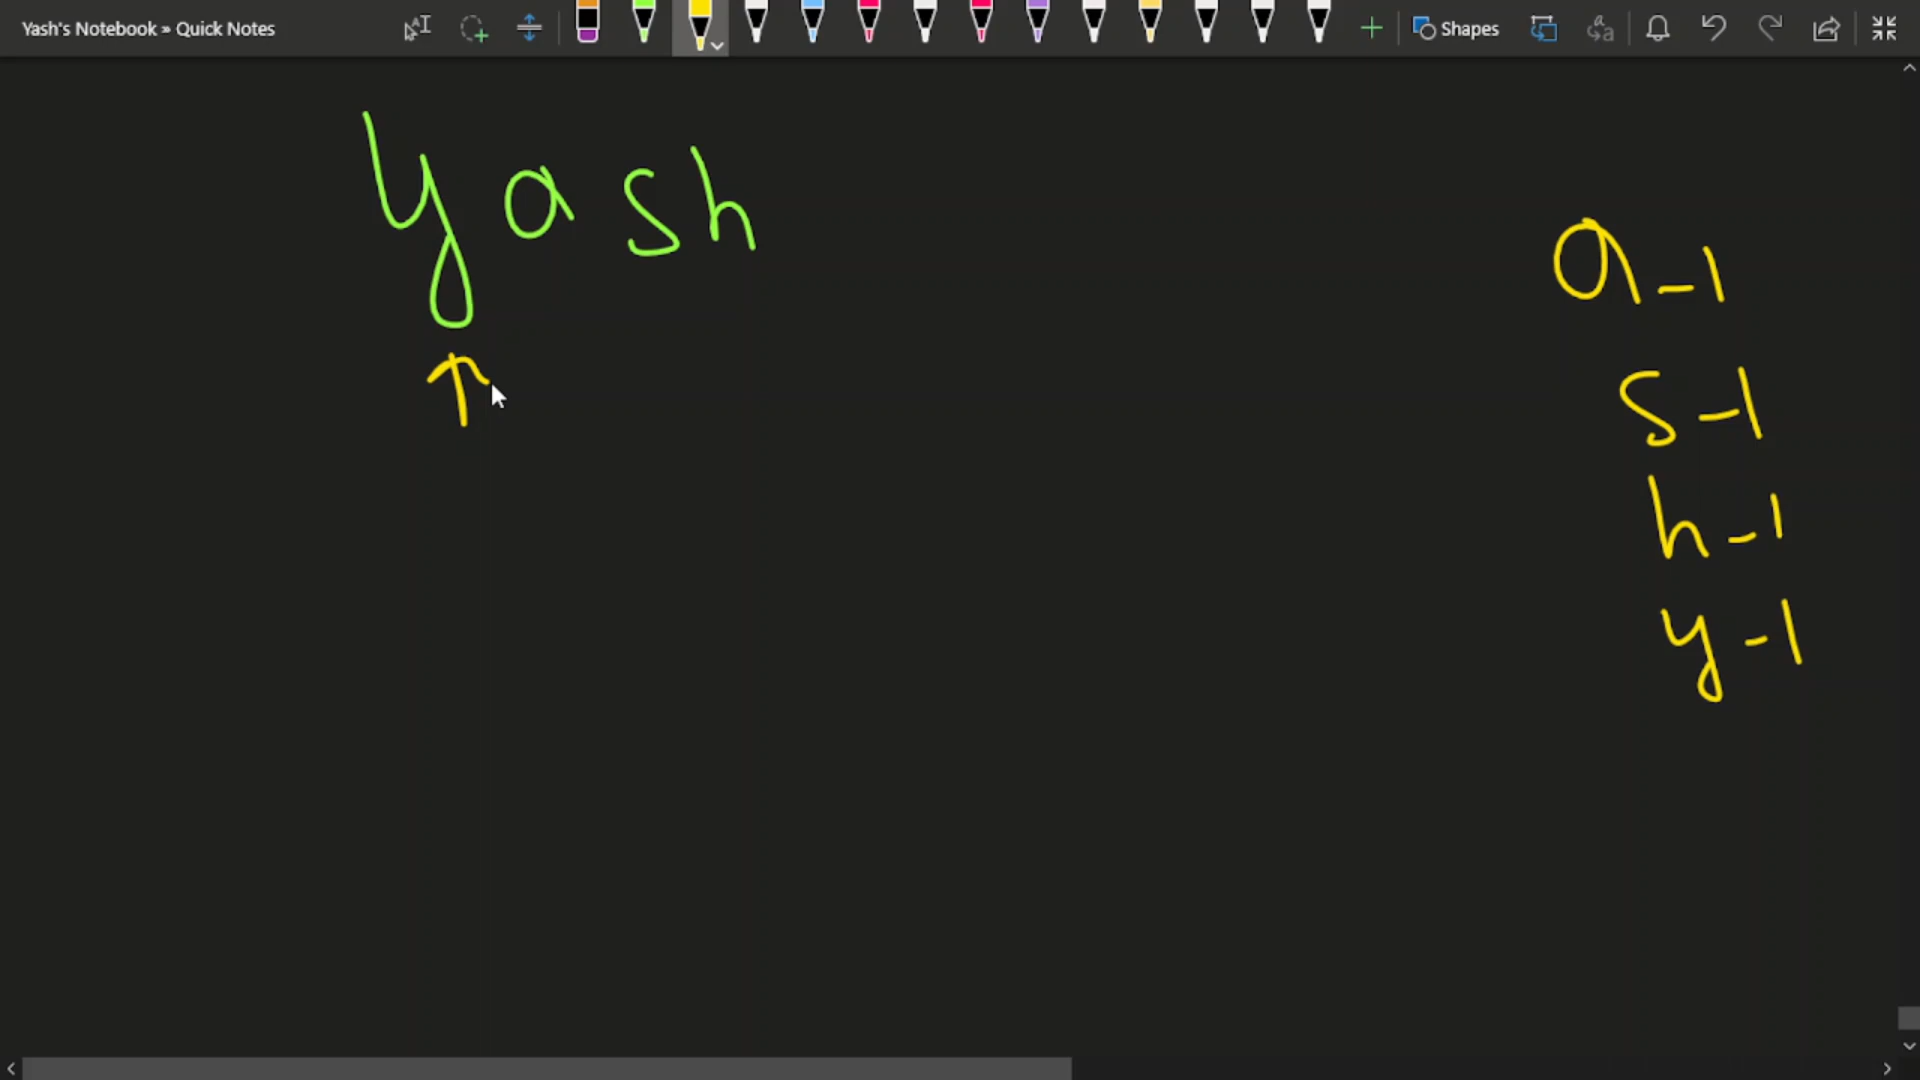 Yash's Notebook » Quick Notes
Shapes
yash
a-1
s-1
h-1
y-1